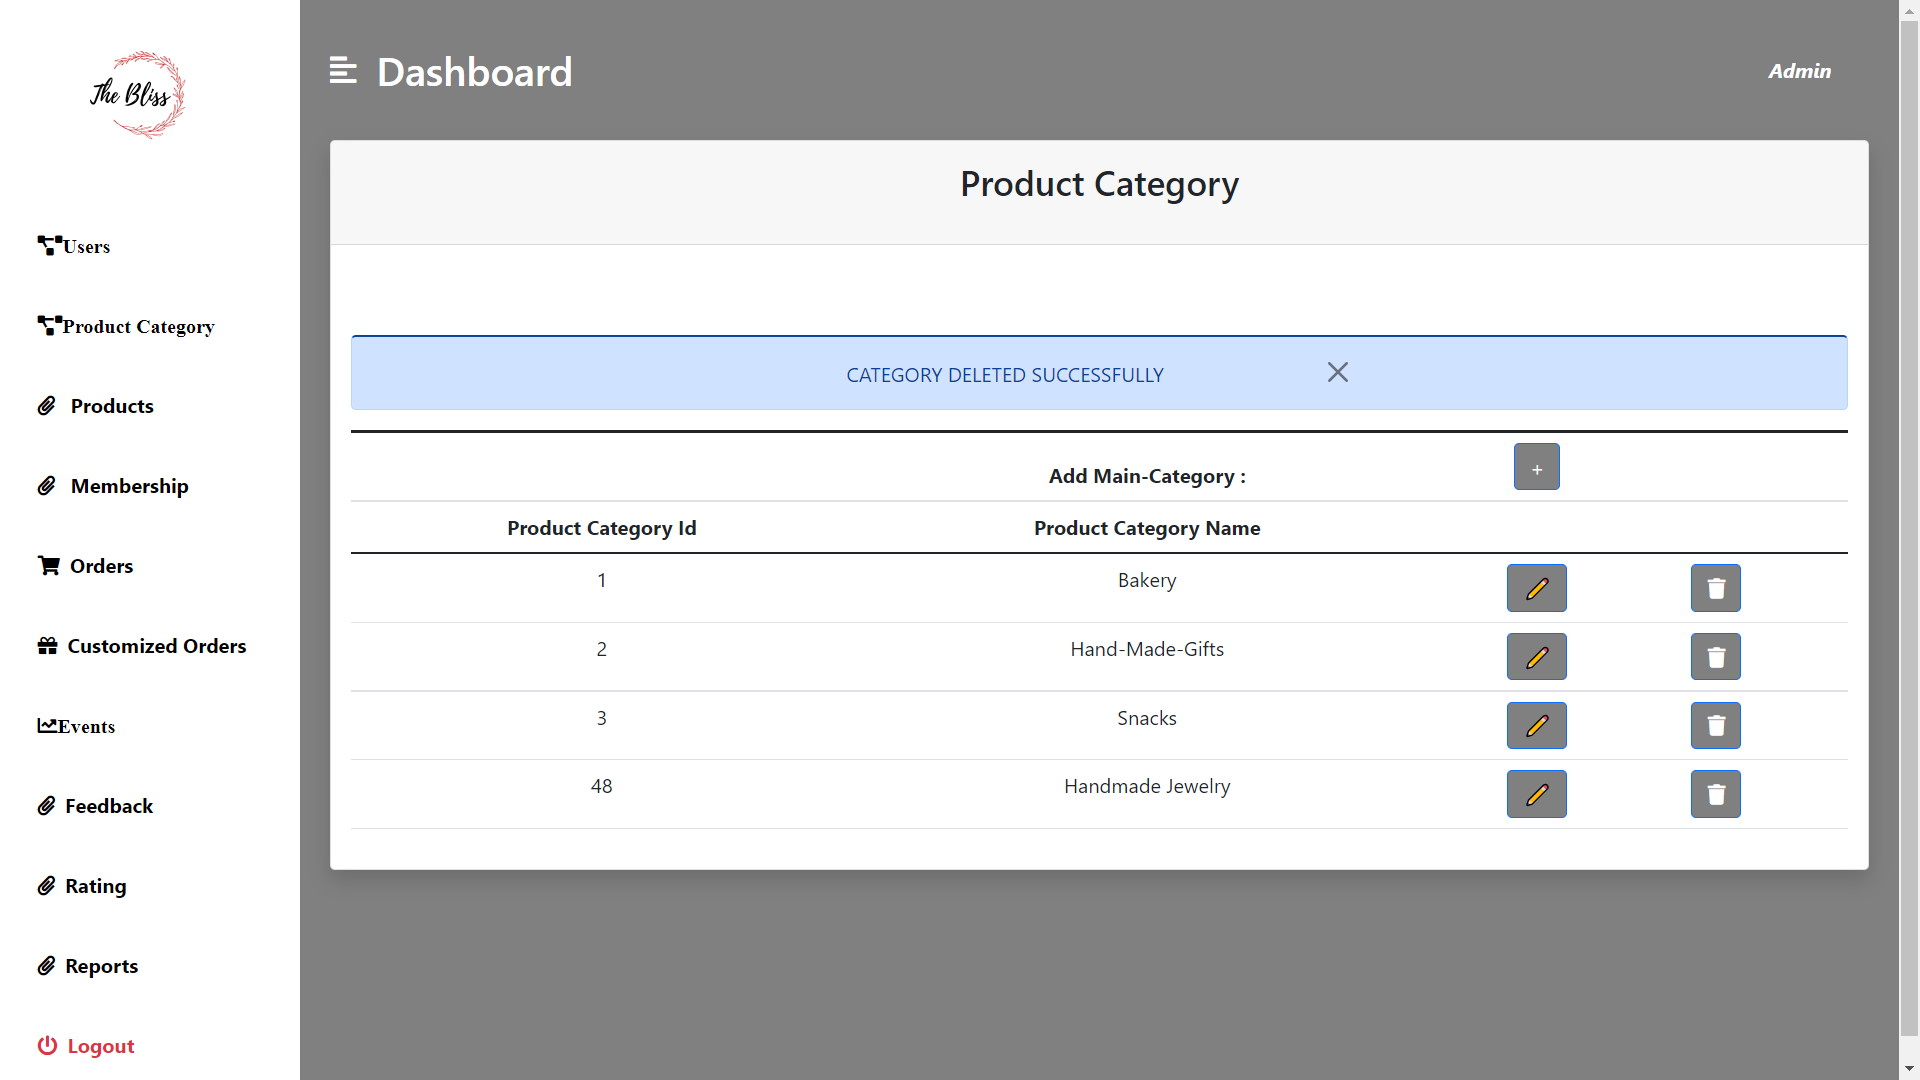 The Bliss
Users
Product Category
Products
Membership
Orders
Customized Orders
Events
Feedback
Rating
Reports
Logout
Dashboard
Admin
Product Category
CATEGORY DELETED SUCCESSFULLY
Add Main-Category : +
Product Category Id Product Category Name
1 Bakery
2 Hand-Made-Gifts
3 Snacks
48 Handmade Jewelry